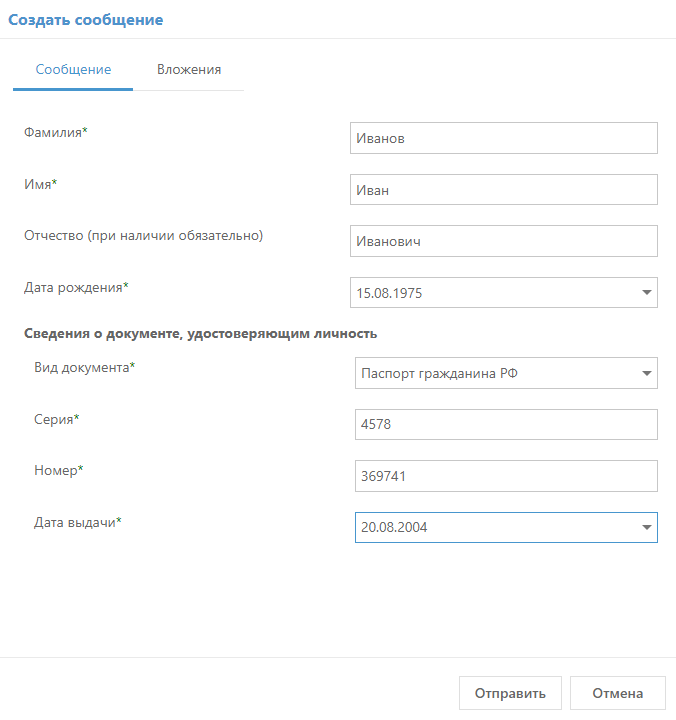 Создать сообщение
Сообщение Вложения
Фамилия* Иванов
Имя* Иван
Отчество (при наличии обязательно) Иванович
Дата рождения* 15.08.1975
Сведения о документе, удостоверяющим личность
Вид документа* Паспорт гражданина РФ
Серия* 4578
Номер* 369741
Дата выдачи* 20.08.2004
Отправить Отмена